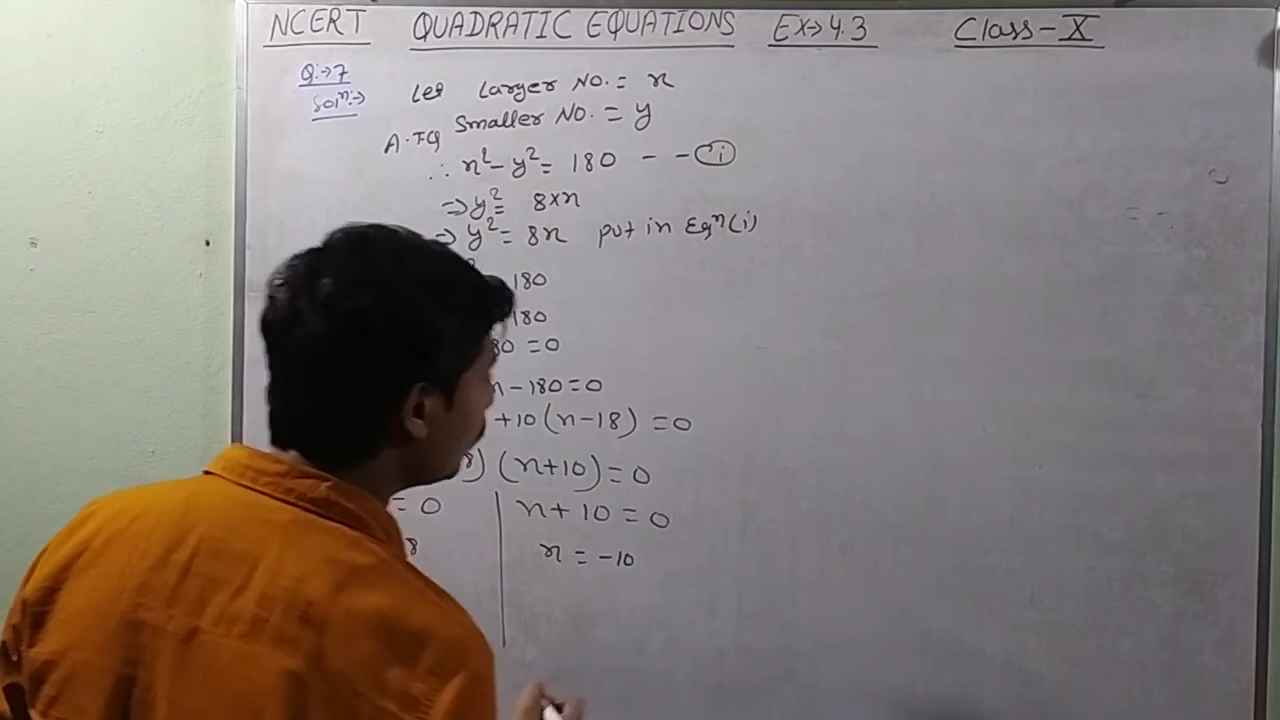 NCERT QUADRATIC EQUATIONS Ex→4.3 Class-X
Q:→7
Solⁿ:→ Let Larger No. = x
Smaller No. = y
A.TQ
∴ x² - y² = 180 - - (i)
⇒ y² = 8×x
⇒ y² = 8x put in Eqⁿ(i)
180
180
80 = 0
x - 180 = 0
+10(x-18) = 0
8) (x+10) = 0
= 0 x + 10 = 0
8 x = -10